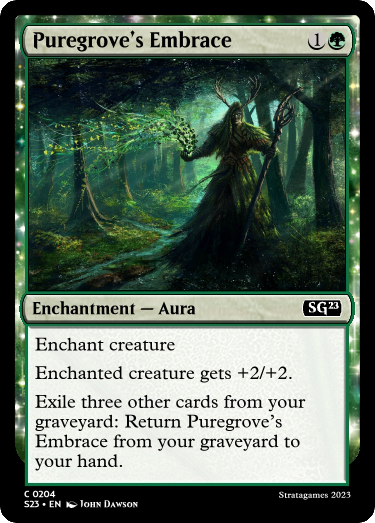 Puregrove's Embrace 1
Enchantment — Aura SG23
Enchant creature
Enchanted creature gets +2/+2.
Exile three other cards from your
graveyard: Return Puregrove's
Embrace from your graveyard to
your hand.
C 0204 Stratagames 2023
S23 • EN John Dawson